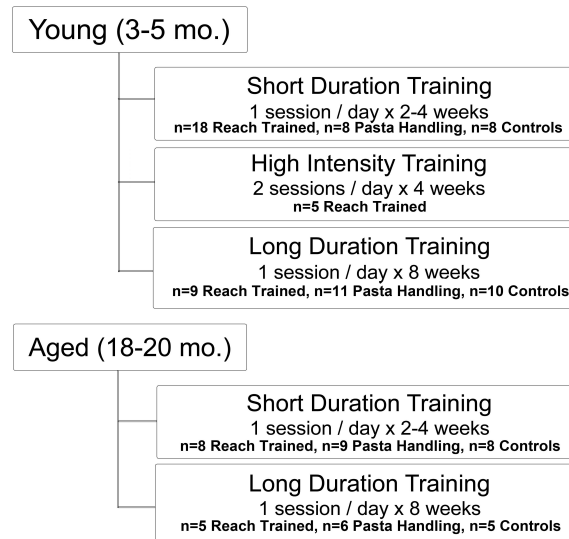 Young (3-5 mo.)
Short Duration Training
1 session / day x 2-4 weeks
n=18 Reach Trained, n=8 Pasta Handling, n=8 Controls
High Intensity Training
2 sessions / day x 4 weeks
n=5 Reach Trained
Long Duration Training
1 session / day x 8 weeks
n=9 Reach Trained, n=11 Pasta Handling, n=10 Controls
Aged (18-20 mo.)
Short Duration Training
1 session / day x 2-4 weeks
n=8 Reach Trained, n=9 Pasta Handling, n=8 Controls
Long Duration Training
1 session / day x 8 weeks
n=5 Reach Trained, n=6 Pasta Handling, n=5 Controls